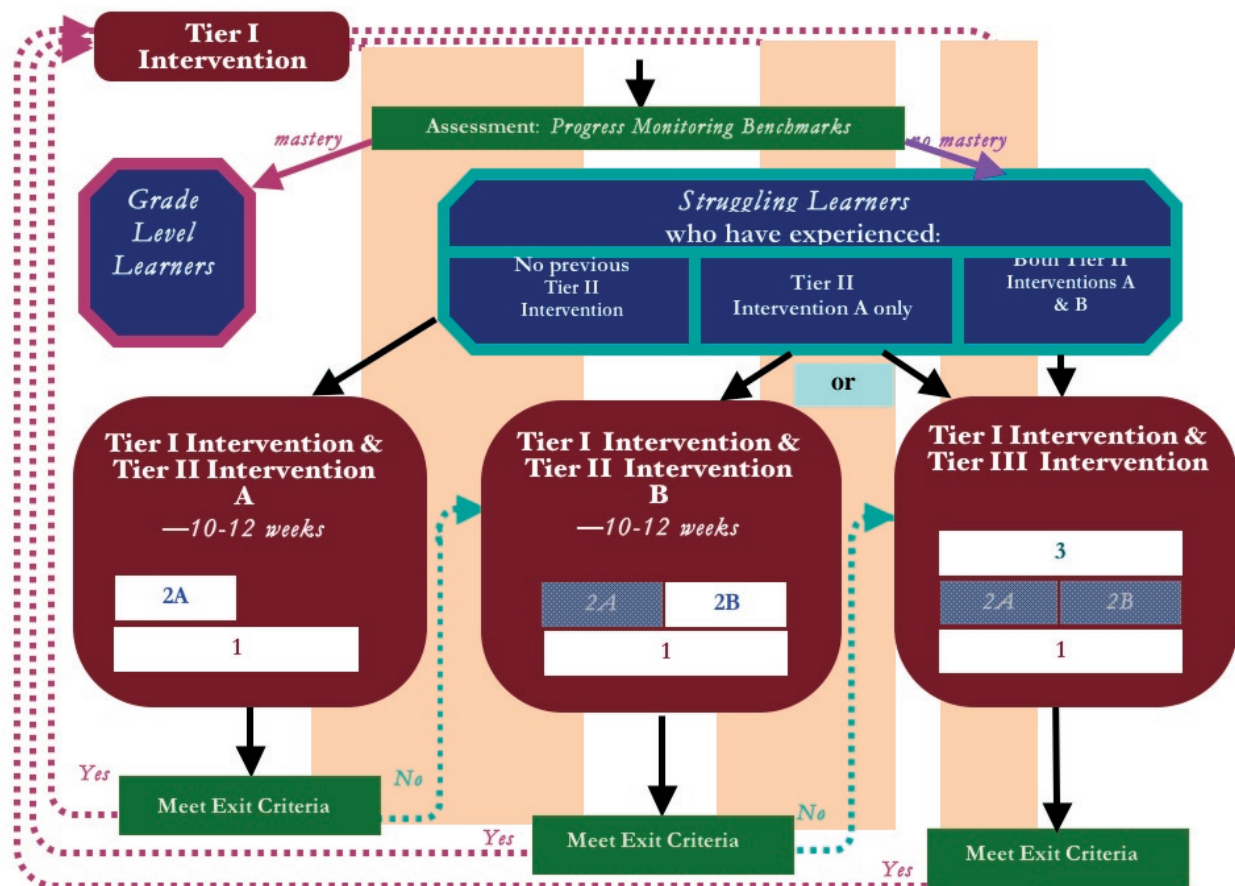 Tier I
Intervention
Assessment: Progress Monitoring Benchmarks
mastery
no mastery
Grade
Level
Learners
Struggling Learners
who have experienced:
No previous
Tier II
Intervention
Tier II
Intervention A only
Both Tier II
Interventions A
& B
or
Tier I Intervention &
Tier II Intervention
A
—10-12 weeks
2A
1
Tier I Intervention &
Tier II Intervention
B
—10-12 weeks
2A
2B
1
Tier I Intervention &
Tier III Intervention
3
2A
2B
1
Yes
Meet Exit Criteria
No
Yes
Meet Exit Criteria
No
Yes
Meet Exit Criteria